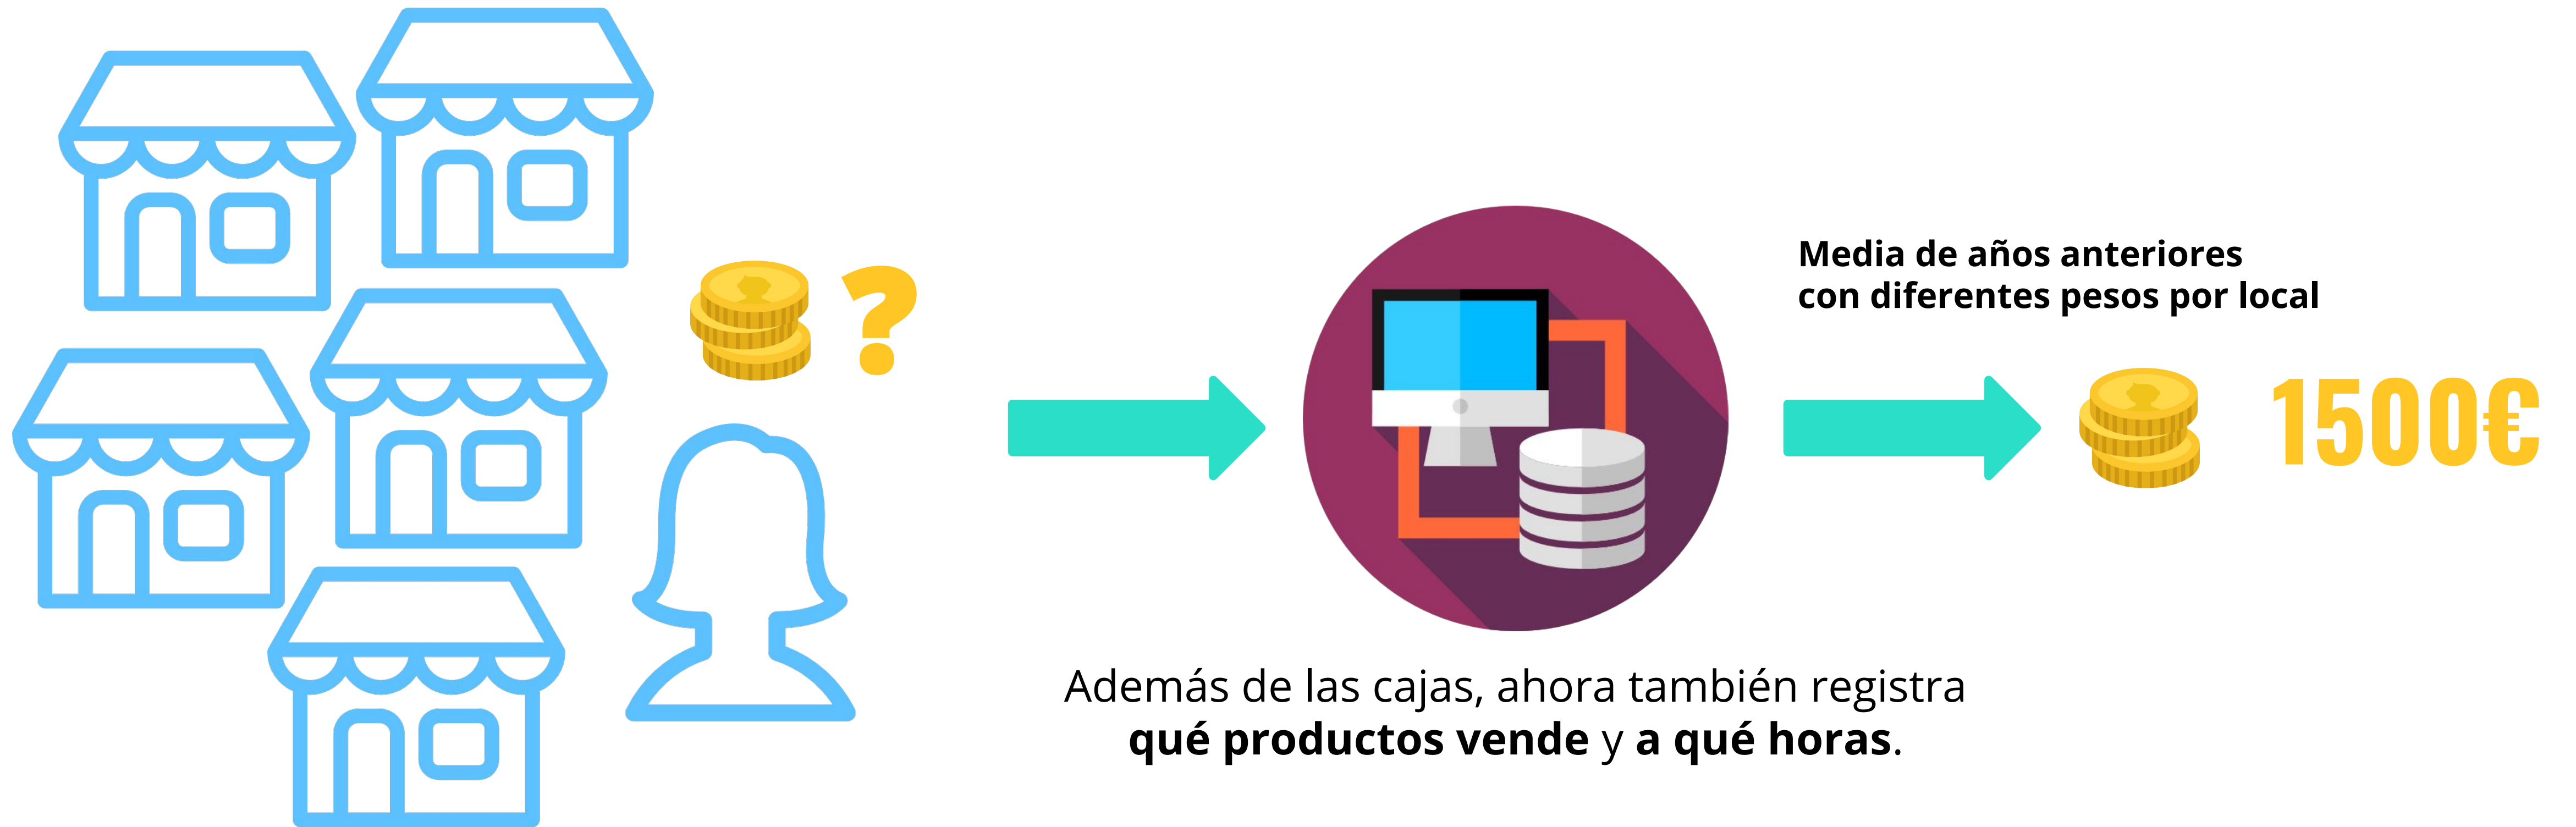 ?
Media de años anteriores
con diferentes pesos por local
1500€
Además de las cajas, ahora también registra
qué productos vende y a qué horas.